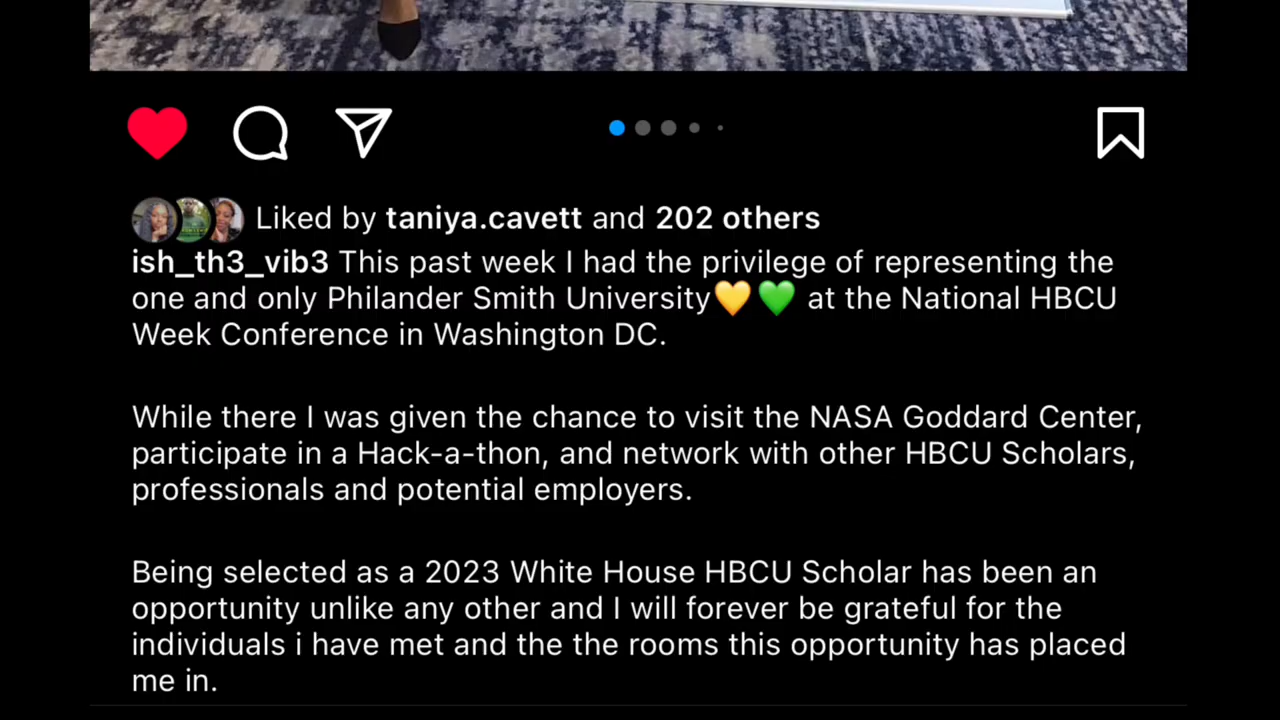 Liked by taniya.cavett and 202 others
ish_th3_vib3 This past week I had the privilege of representing the
one and only Philander Smith University💛💚 at the National HBCU
Week Conference in Washington DC.
While there I was given the chance to visit the NASA Goddard Center,
participate in a Hack-a-thon, and network with other HBCU Scholars,
professionals and potential employers.
Being selected as a 2023 White House HBCU Scholar has been an
opportunity unlike any other and I will forever be grateful for the
individuals i have met and the the rooms this opportunity has placed
me in.